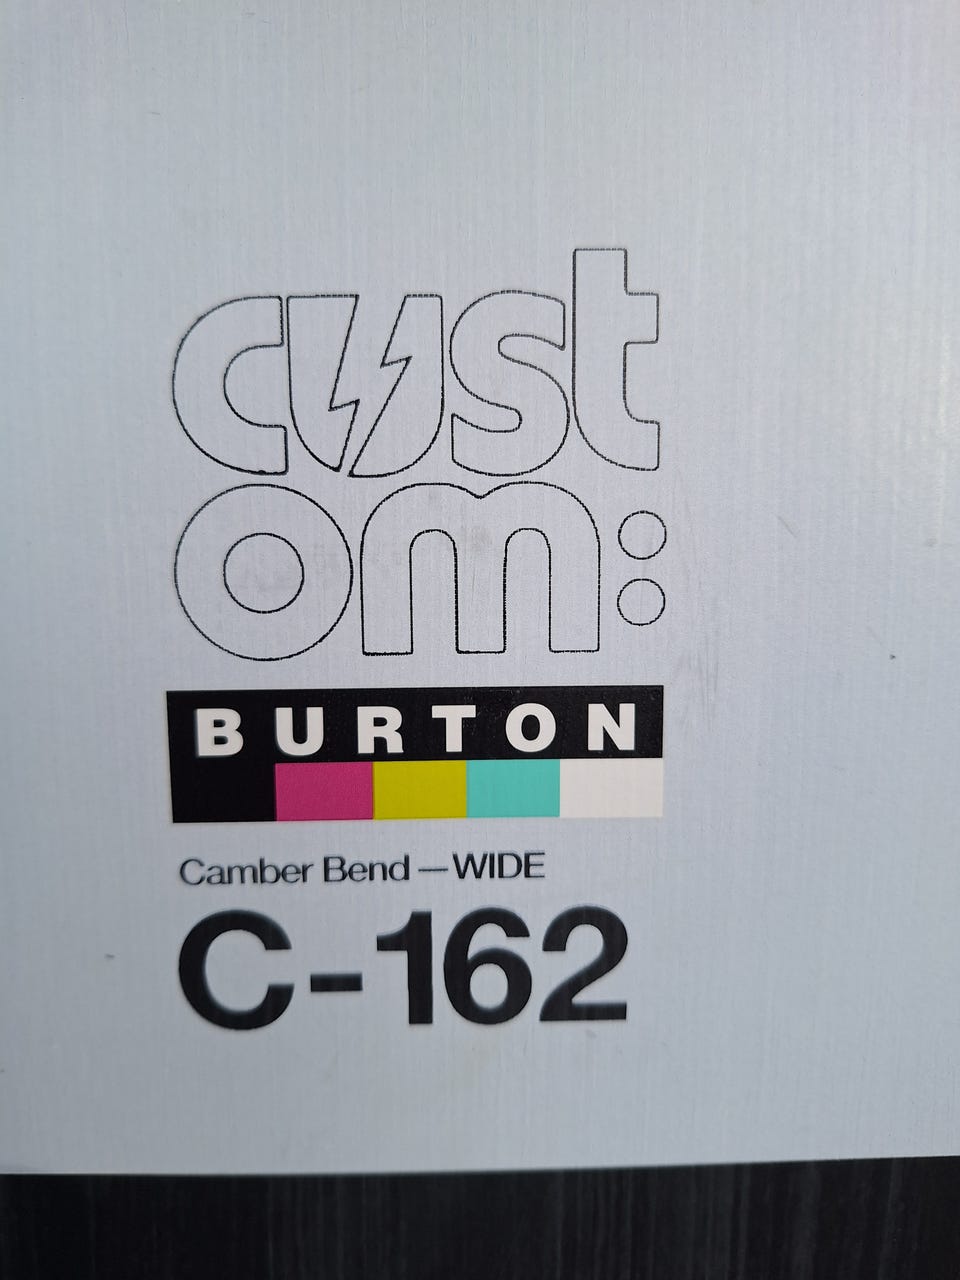 cust
om:
BURTON
Camber Bend — WIDE
C-162